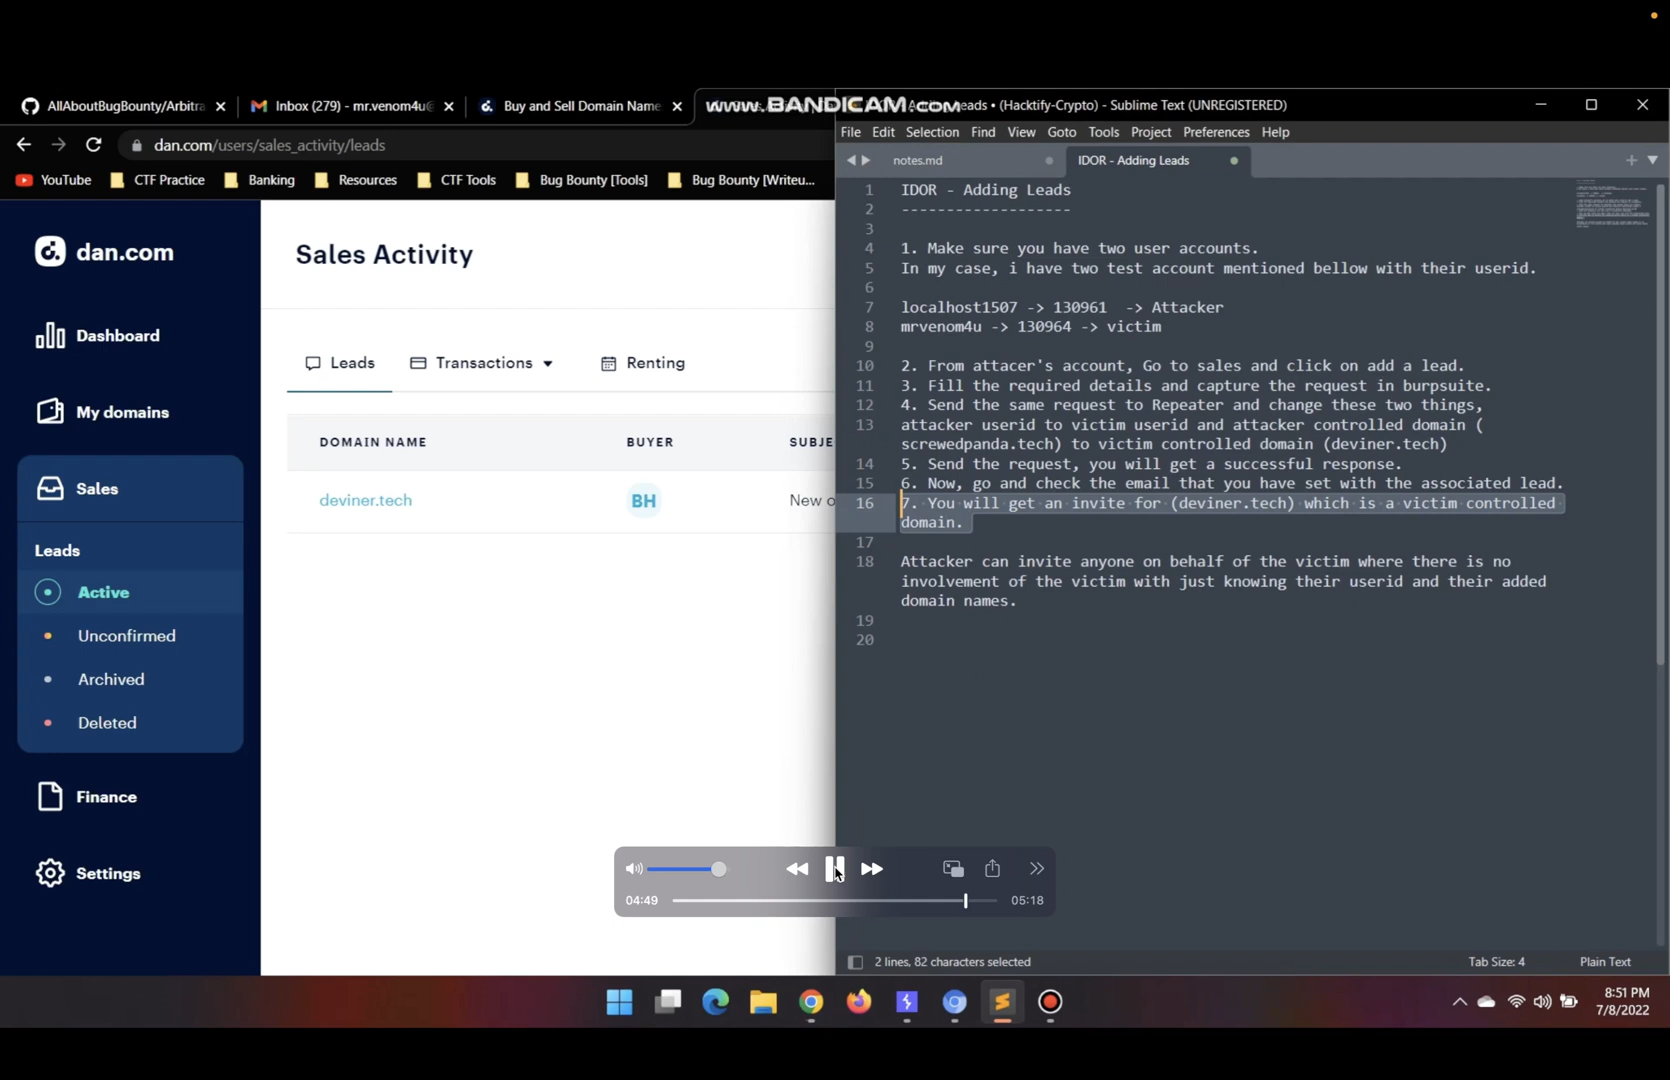 AllAboutBugBounty/Arbitra
Inbox (279) - mr.venom4u@
Buy and Sell Domain Name
www.BANDICAM.com
eads • (Hacktify-Crypto) - Sublime Text (UNREGISTERED)
dan.com/users/sales_activity/leads
File Edit Selection Find View Goto Tools Project Preferences Help
YouTube CTF Practice Banking Resources CTF Tools Bug Bounty [Tools] Bug Bounty [Writeu...
notes.md IDOR - Adding Leads
dan.com
Dashboard
My domains
Sales
Leads
Active
Unconfirmed
Archived
Deleted
Finance
Settings
Sales Activity
Leads Transactions Renting
DOMAIN NAME BUYER SUBJE
deviner.tech BH New o
1 IDOR - Adding Leads
2 -------------------
3
4 1. Make sure you have two user accounts.
5 In my case, i have two test account mentioned bellow with their userid.
6
7 localhost1507 -> 130961 -> Attacker
8 mrvenom4u -> 130964 -> victim
9
10 2. From attacer's account, Go to sales and click on add a lead.
11 3. Fill the required details and capture the request in burpsuite.
12 4. Send the same request to Repeater and change these two things,
13 attacker userid to victim userid and attacker controlled domain (
screwedpanda.tech) to victim controlled domain (deviner.tech)
14 5. Send the request, you will get a successful response.
15 6. Now, go and check the email that you have set with the associated lead.
16 7. You will get an invite for (deviner.tech) which is a victim controlled
domain.
17
18 Attacker can invite anyone on behalf of the victim where there is no
involvement of the victim with just knowing their userid and their added
domain names.
19
20
04:49 05:18
2 lines, 82 characters selected Tab Size: 4 Plain Text
8:51 PM
7/8/2022